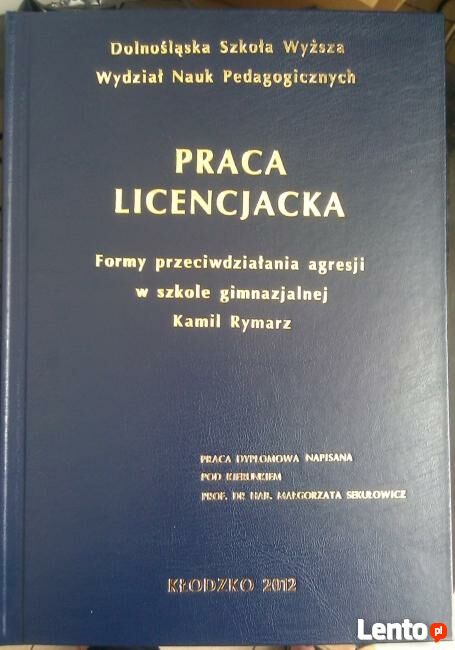 Dolnośląska Szkoła Wyższa
Wydział Nauk Pedagogicznych
PRACA
LICENCJACKA
Formy przeciwdziałania agresji
w szkole gimnazjalnej
Kamil Rymarz
PRACA DYPLOMOWA NAPISANA
POD KIERUNKIEM
PROF. DR HAB. MAŁGORZATA SEKUŁOWICZ
KŁODZKO 2012
Lento pl